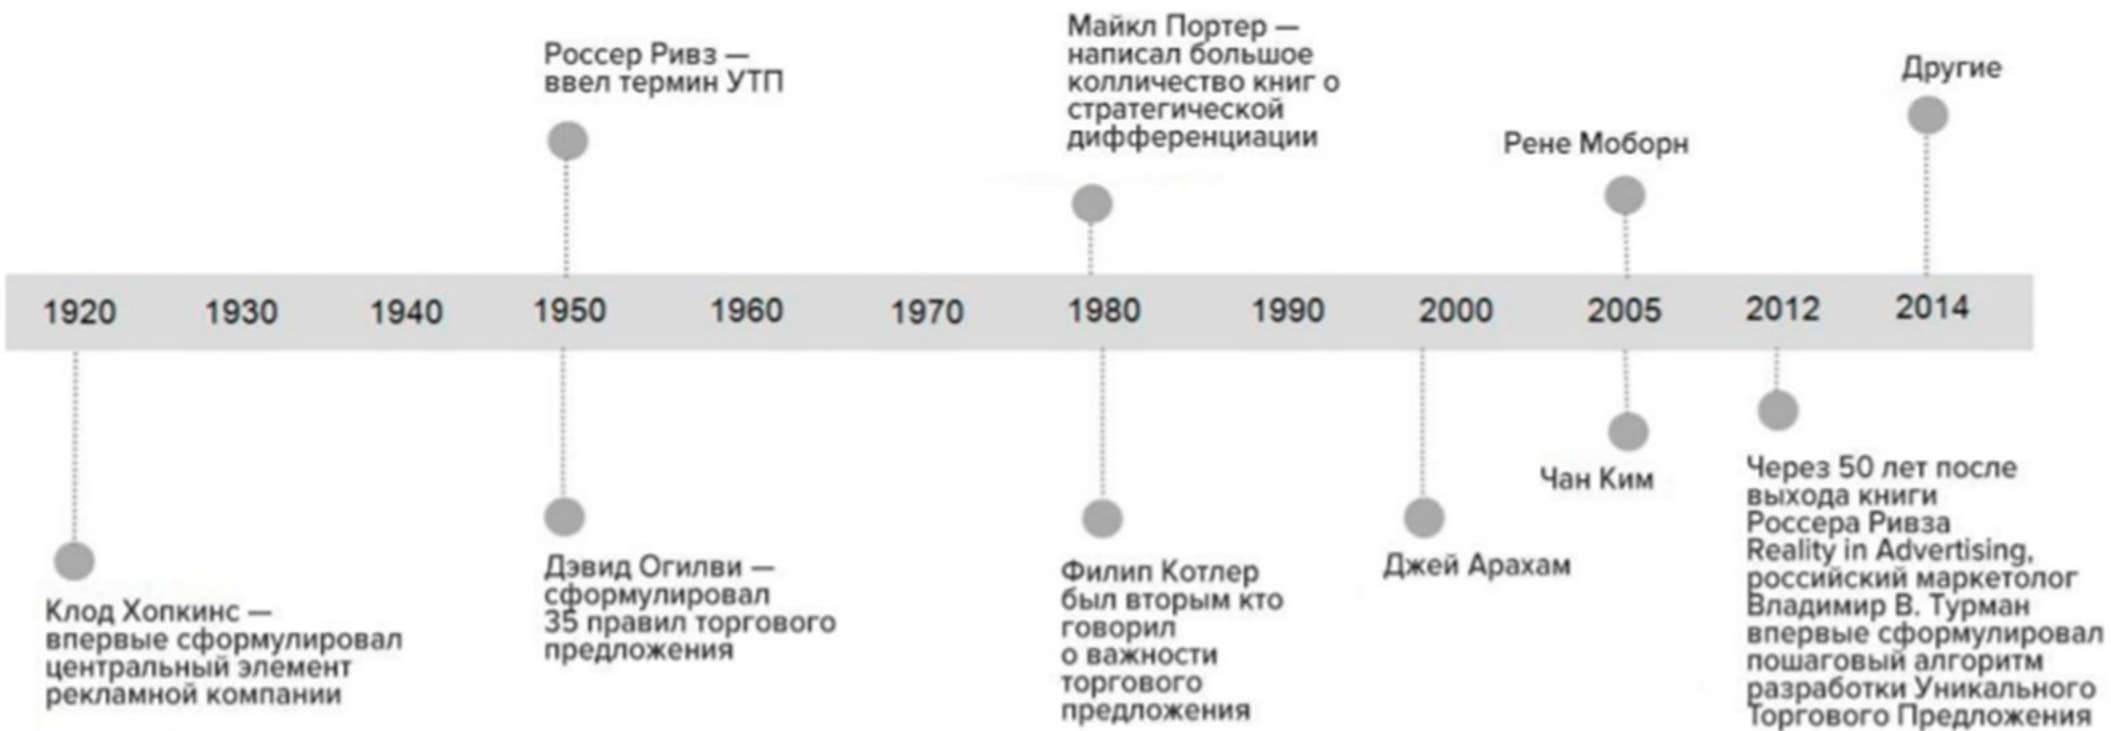 Россер Ривз —
ввел термин УТП
Майкл Портер —
написал большое
колличество книг о
стратегической
дифференциации
Рене Моборн
Другие
1920 1930 1940 1950 1960 1970 1980 1990 2000 2005 2012 2014
Клод Хопкинс —
впервые сформулировал
центральный элемент
рекламной компании
Дэвид Огилви —
сформулировал
35 правил торгового
предложения
Филип Котлер
был вторым кто
говорил
о важности
торгового
предложения
Джей Арахам
Чан Ким
Через 50 лет после
выхода книги
Россера Ривза
Reality in Advertising,
российский маркетолог
Владимир В. Турман
впервые сформулировал
пошаговый алгоритм
разработки Уникального
Торгового Предложения